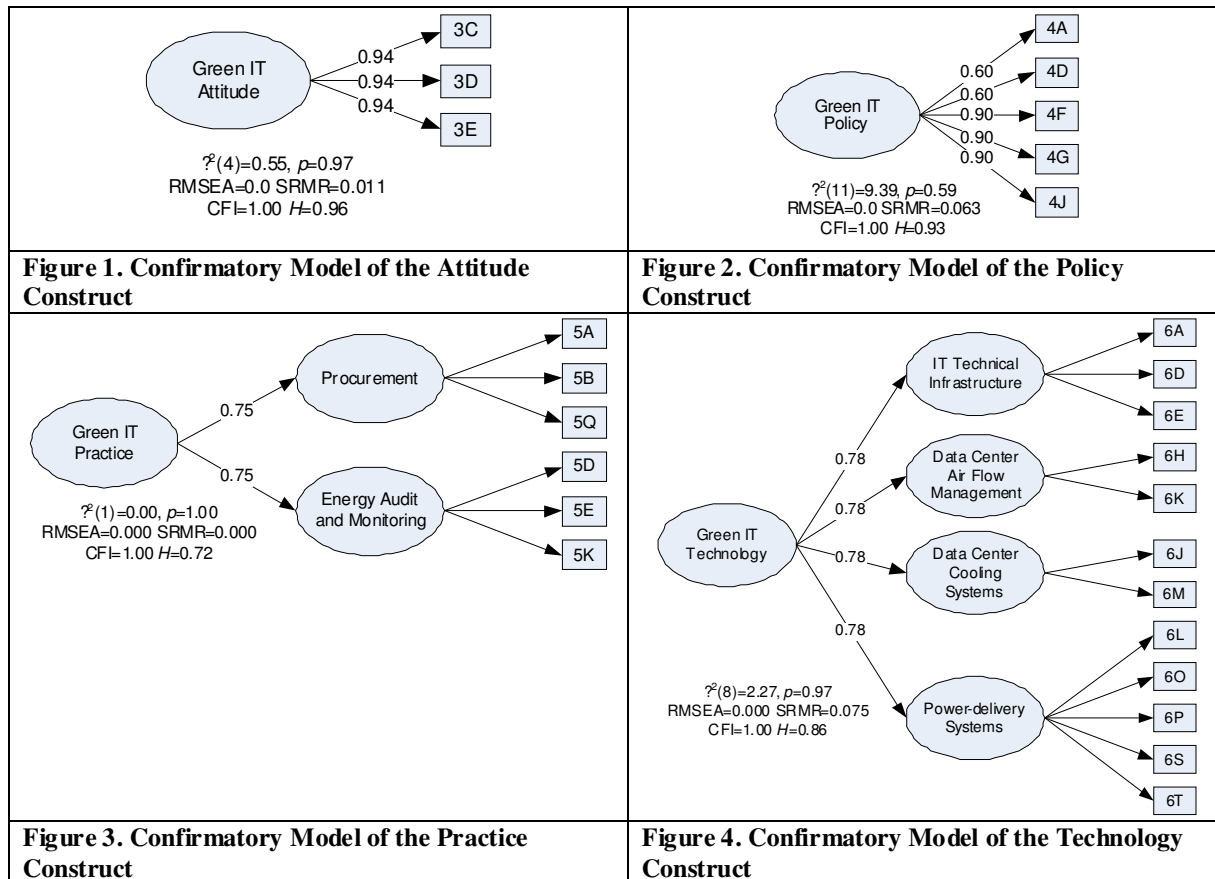 Green IT
Attitude
0.94
0.94
0.94
3C
3D
3E
?²(4)=0.55, p=0.97
RMSEA=0.0 SRMR=0.011
CFI=1.00 H=0.96
Figure 1. Confirmatory Model of the Attitude
Construct
Green IT
Policy
0.60
0.60
0.90
0.90
0.90
4A
4D
4F
4G
4J
?²(11)=9.39, p=0.59
RMSEA=0.0 SRMR=0.063
CFI=1.00 H=0.93
Figure 2. Confirmatory Model of the Policy
Construct
Green IT
Practice
0.75
0.75
Procurement
Energy Audit
and Monitoring
5A
5B
5Q
5D
5E
5K
?²(1)=0.00, p=1.00
RMSEA=0.000 SRMR=0.000
CFI=1.00 H=0.72
Figure 3. Confirmatory Model of the Practice
Construct
Green IT
Technology
0.78
0.78
0.78
0.78
IT Technical
Infrastructure
Data Center
Air Flow
Management
Data Center
Cooling
Systems
Power-delivery
Systems
6A
6D
6E
6H
6K
6J
6M
6L
6O
6P
6S
6T
?²(8)=2.27, p=0.97
RMSEA=0.000 SRMR=0.075
CFI=1.00 H=0.86
Figure 4. Confirmatory Model of the Technology
Construct